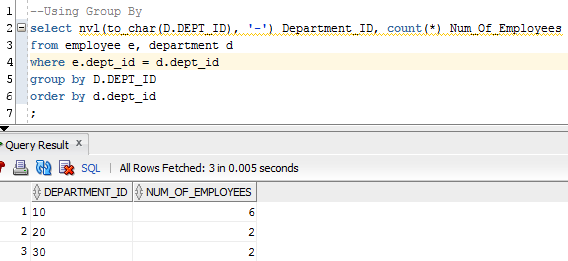 1 --Using Group By
2 select nvl(to_char(D.DEPT_ID), '-') Department_ID, count(*) Num_Of_Employees
3 from employee e, department d
4 where e.dept_id = d.dept_id
5 group by D.DEPT_ID
6 order by d.dept_id
7 ;
Query Result x
SQL | All Rows Fetched: 3 in 0.005 seconds
DEPARTMENT_ID NUM_OF_EMPLOYEES
1 10 6
2 20 2
3 30 2